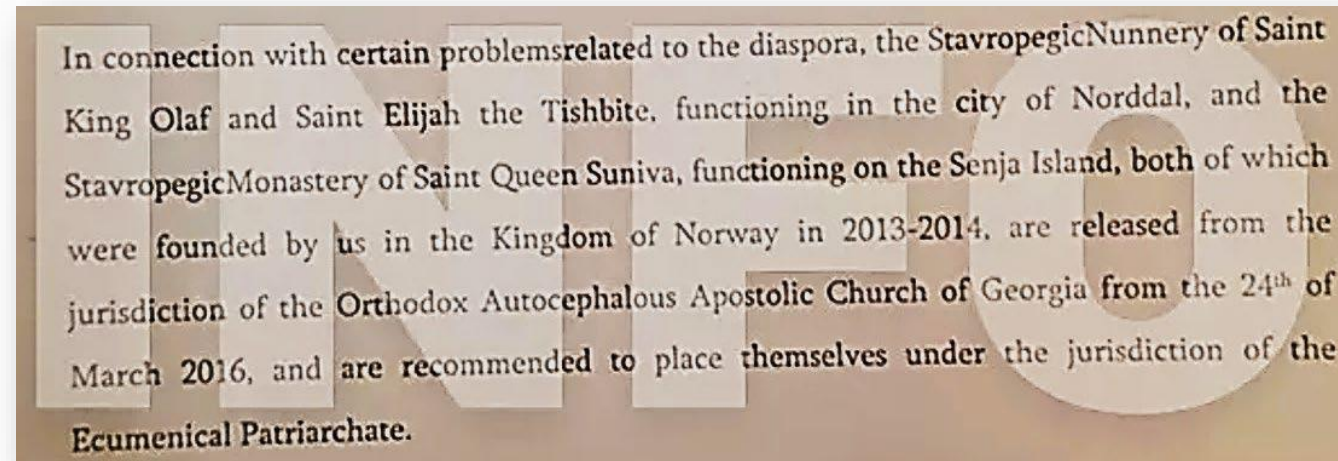 In connection with certain problemsrelated to the diaspora, the StavropegicNunnery of Saint
King Olaf and Saint Elijah the Tishbite, functioning in the city of Norddal, and the
StavropegicMonastery of Saint Queen Suniva, functioning on the Senja Island, both of which
were founded by us in the Kingdom of Norway in 2013-2014, are released from the
jurisdiction of the Orthodox Autocephalous Apostolic Church of Georgia from the 24th of
March 2016, and are recommended to place themselves under the jurisdiction of the
Ecumenical Patriarchate.
INFO